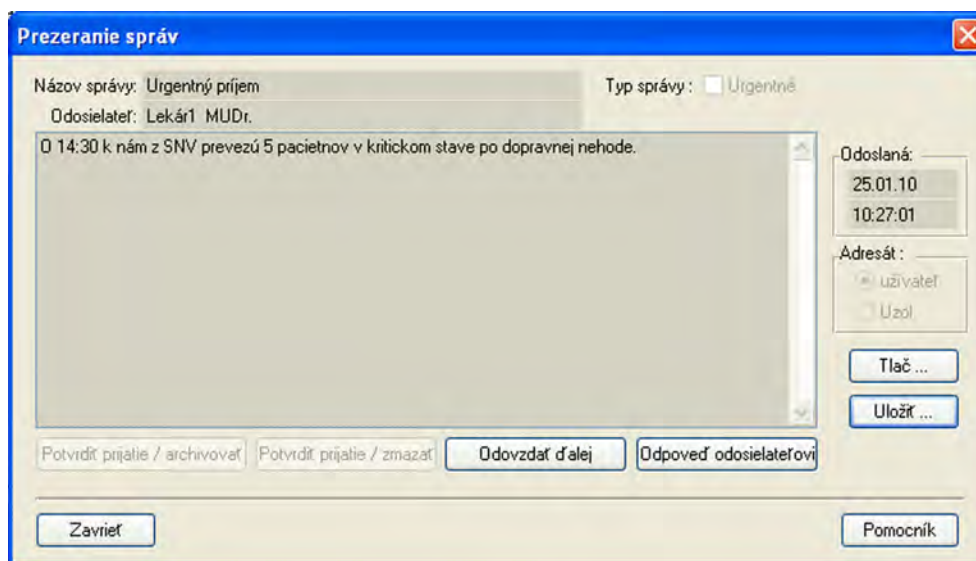 Prezeranie správ
Názov správy: Urgentný príjem
Typ správy : Urgentné
Odosielateľ: Lekár1 MUDr.
O 14:30 k nám z SNV prevezú 5 pacietnov v kritickom stave po dopravnej nehode.
Odoslaná:
25.01.10
10:27:01
Adresát :
užívateľ
Uzol
Tlač ...
Uložiť ...
Potvrdiť prijatie / archivovať
Potvrdiť prijatie / zmazať
Odovzdať ďalej
Odpoveď odosielateľovi
Zavrieť
Pomocník